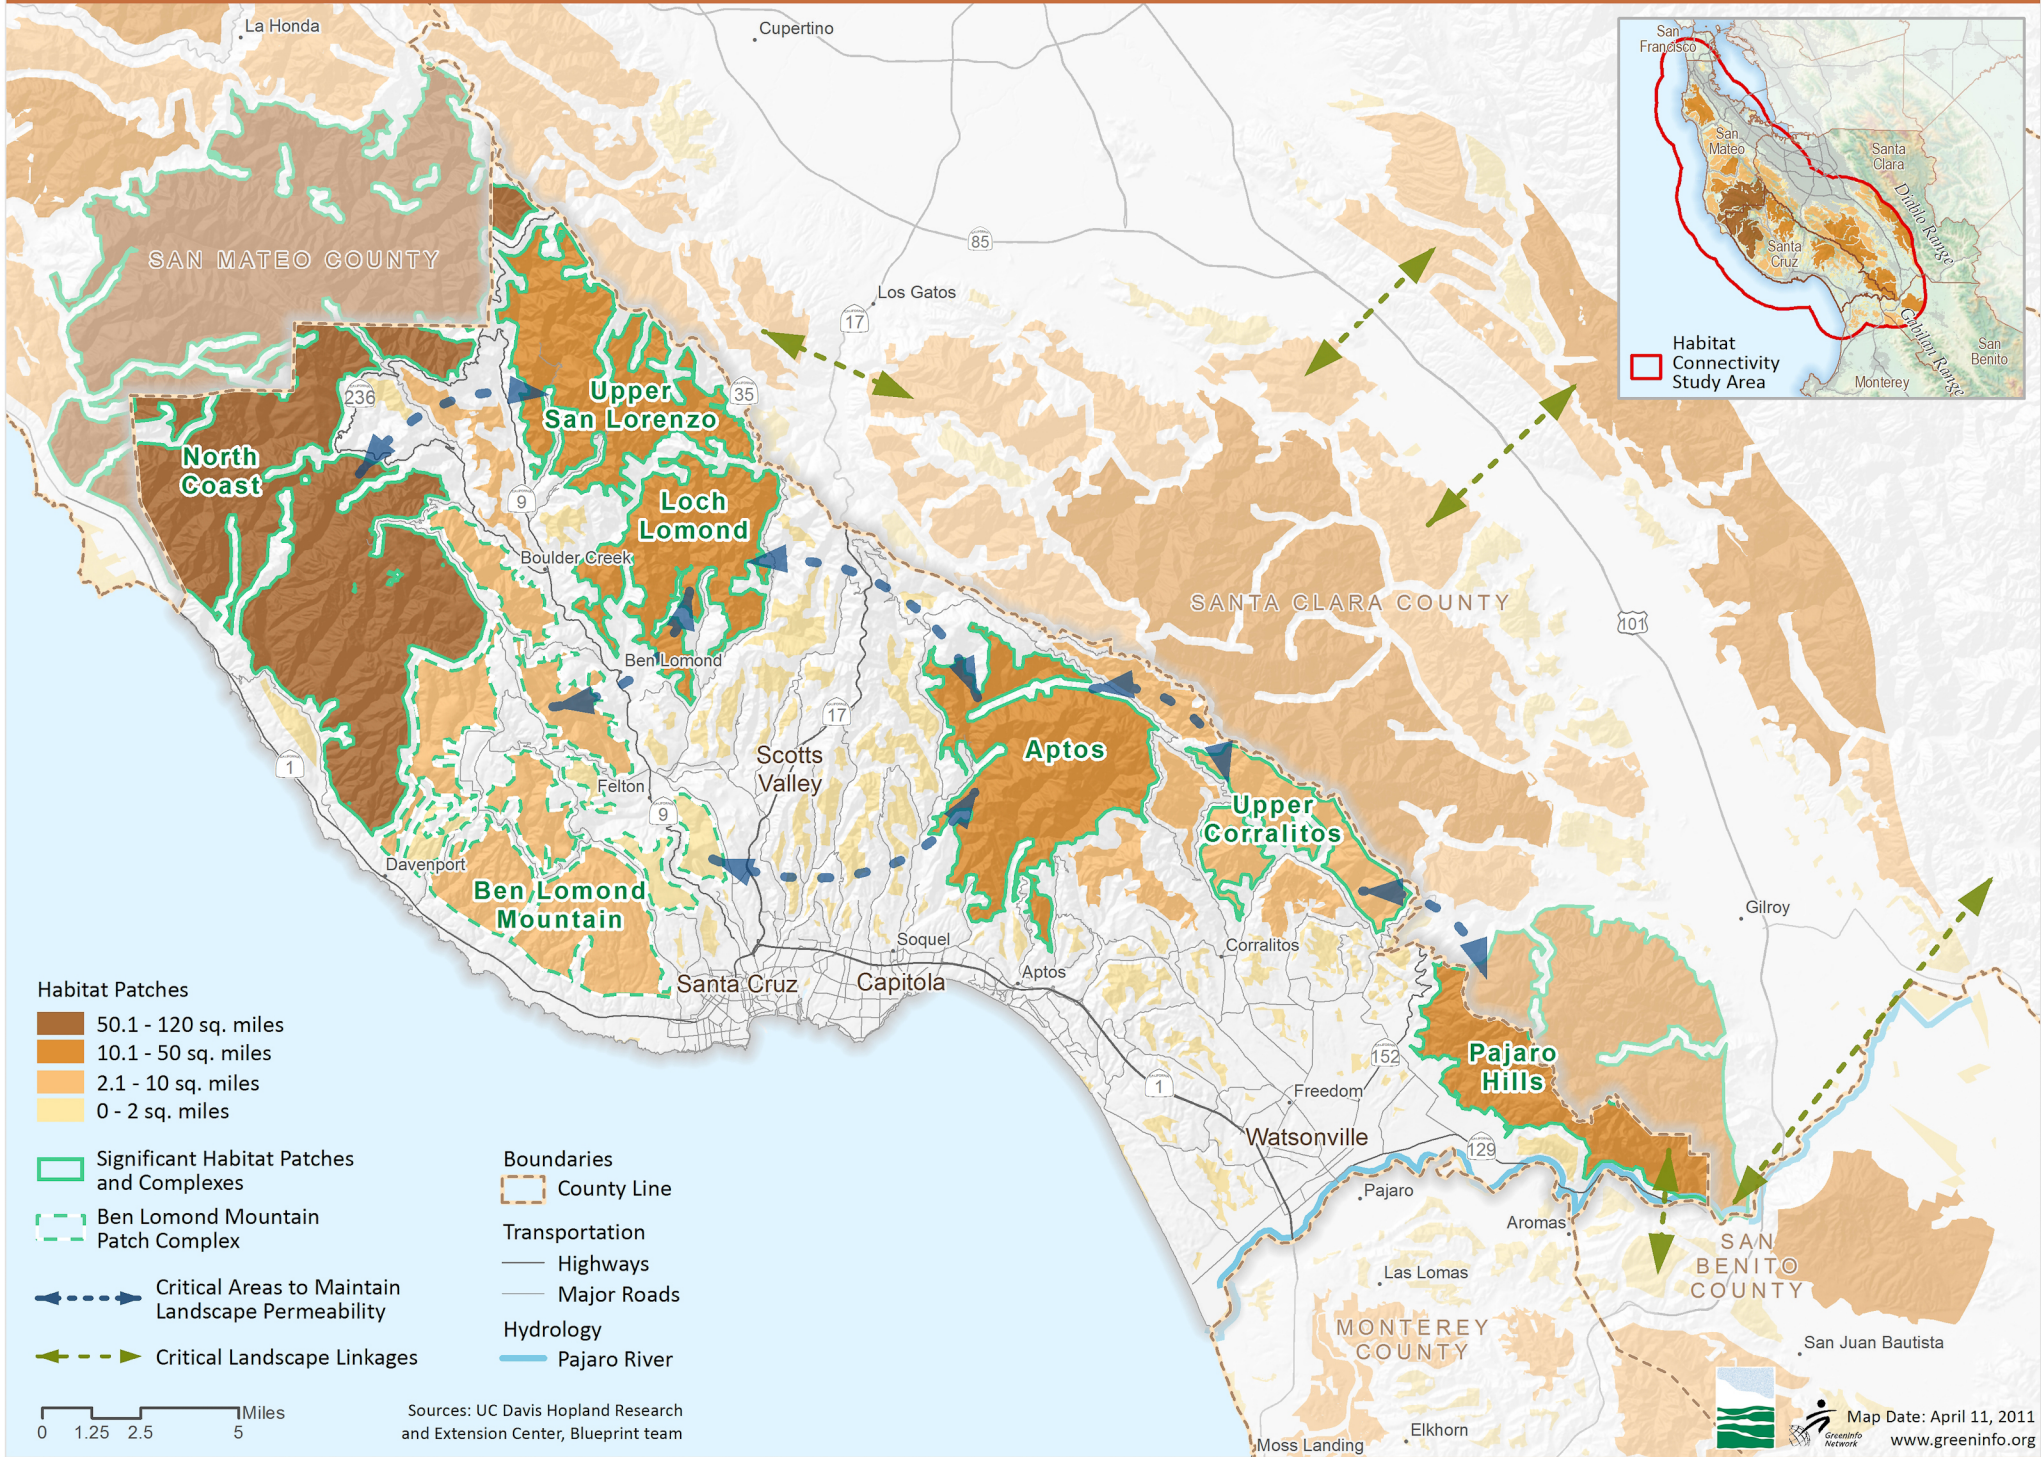 La Honda
Cupertino
85
Los Gatos
17
SAN MATEO COUNTY
35
236
Upper
San Lorenzo
North
Coast
9
Loch
Lomond
Boulder Creek
SANTA CLARA COUNTY
101
Ben Lomond
17
Scotts
Valley
Aptos
1
Felton
9
Upper
Corralitos
Davenport
Ben Lomond
Mountain
Gilroy
Soquel
Corralitos
Aptos
Santa Cruz
Capitola
152
Pajaro
Hills
1
Freedom
Watsonville
129
Pajaro
Aromas
SAN
BENITO
COUNTY
Las Lomas
MONTEREY
COUNTY
San Juan Bautista
Elkhorn
Moss Landing
San
Francisco
San
Mateo
Santa
Clara
Diablo Range
Santa
Cruz
Gabilan Range
San
Benito
Monterey
Habitat
Connectivity
Study Area
Habitat Patches
50.1 - 120 sq. miles
10.1 - 50 sq. miles
2.1 - 10 sq. miles
0 - 2 sq. miles
Significant Habitat Patches
and Complexes
Ben Lomond Mountain
Patch Complex
Critical Areas to Maintain
Landscape Permeability
Critical Landscape Linkages
Boundaries
County Line
Transportation
Highways
Major Roads
Hydrology
Pajaro River
Miles
0 1.25 2.5 5
Sources: UC Davis Hopland Research
and Extension Center, Blueprint team
GreenInfo
Network
Map Date: April 11, 2011
www.greeninfo.org